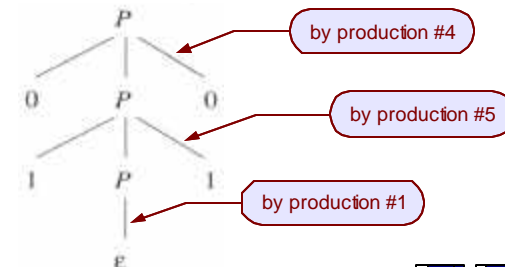 P
by production #4
0 P 0
by production #5
1 P 1
by production #1
ε